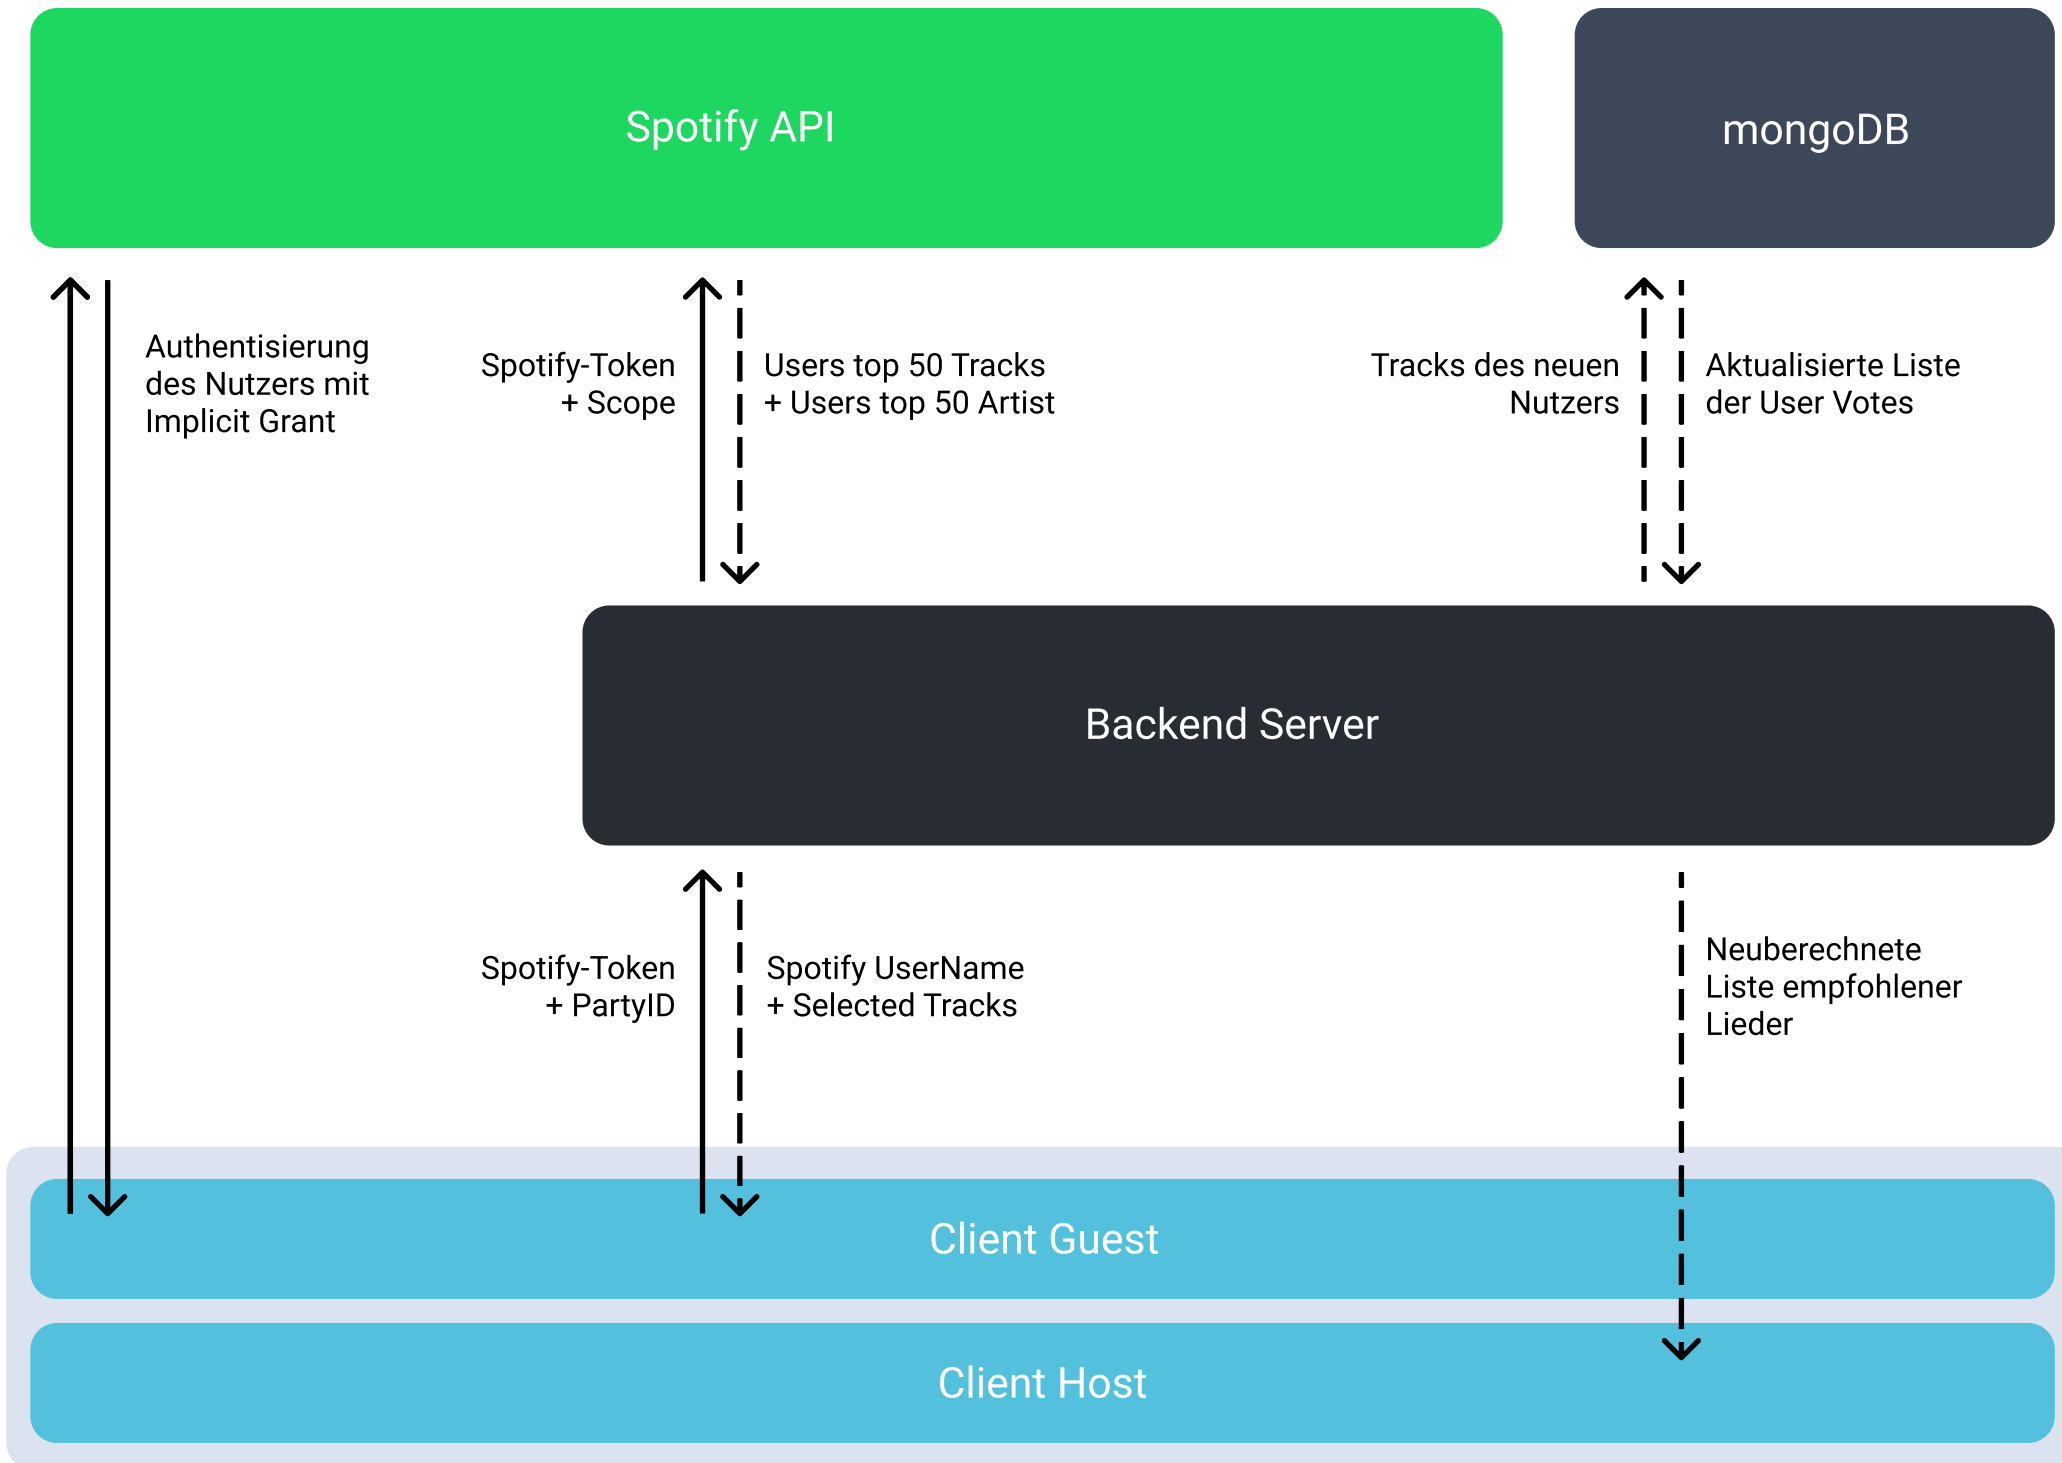 Spotify API
mongoDB
Authentisierung
des Nutzers mit
Implicit Grant
Spotify-Token
+ Scope
Users top 50 Tracks
+ Users top 50 Artist
Tracks des neuen
Nutzers
Aktualisierte Liste
der User Votes
Backend Server
Spotify-Token
+ PartyID
Spotify UserName
+ Selected Tracks
Neuberechnete
Liste empfohlener
Lieder
Client Guest
Client Host